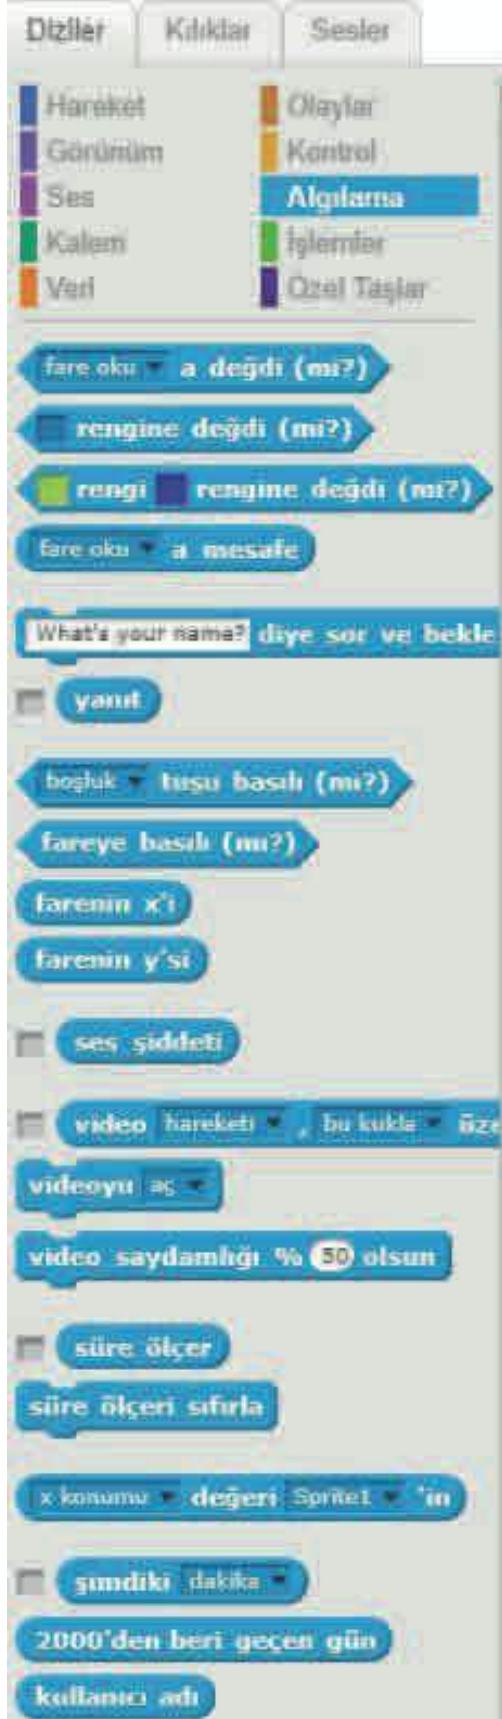 Diziler Kılıklar Sesler
Hareket Olaylar
Görünüm Kontrol
Ses Algılama
Kalem İşlemler
Veri Özel Taşlar
fare oku a değdi (mi?)
rengine değdi (mi?)
rengi rengine değdi (mi?)
fare oku a mesafe
What's your name? diye sor ve bekle
yanıt
boşluk tuşu basılı (mı?)
fareye basılı (mı?)
farenin x'i
farenin y'si
ses şiddeti
video hareketi , bu kukla üze
videoyu aç
video saydamlığı % 50 olsun
süre ölçer
süre ölçeri sıfırla
x konumu değeri Sprite1 'in
şimdiki dakika
2000'den beri geçen gün
kullanıcı adı